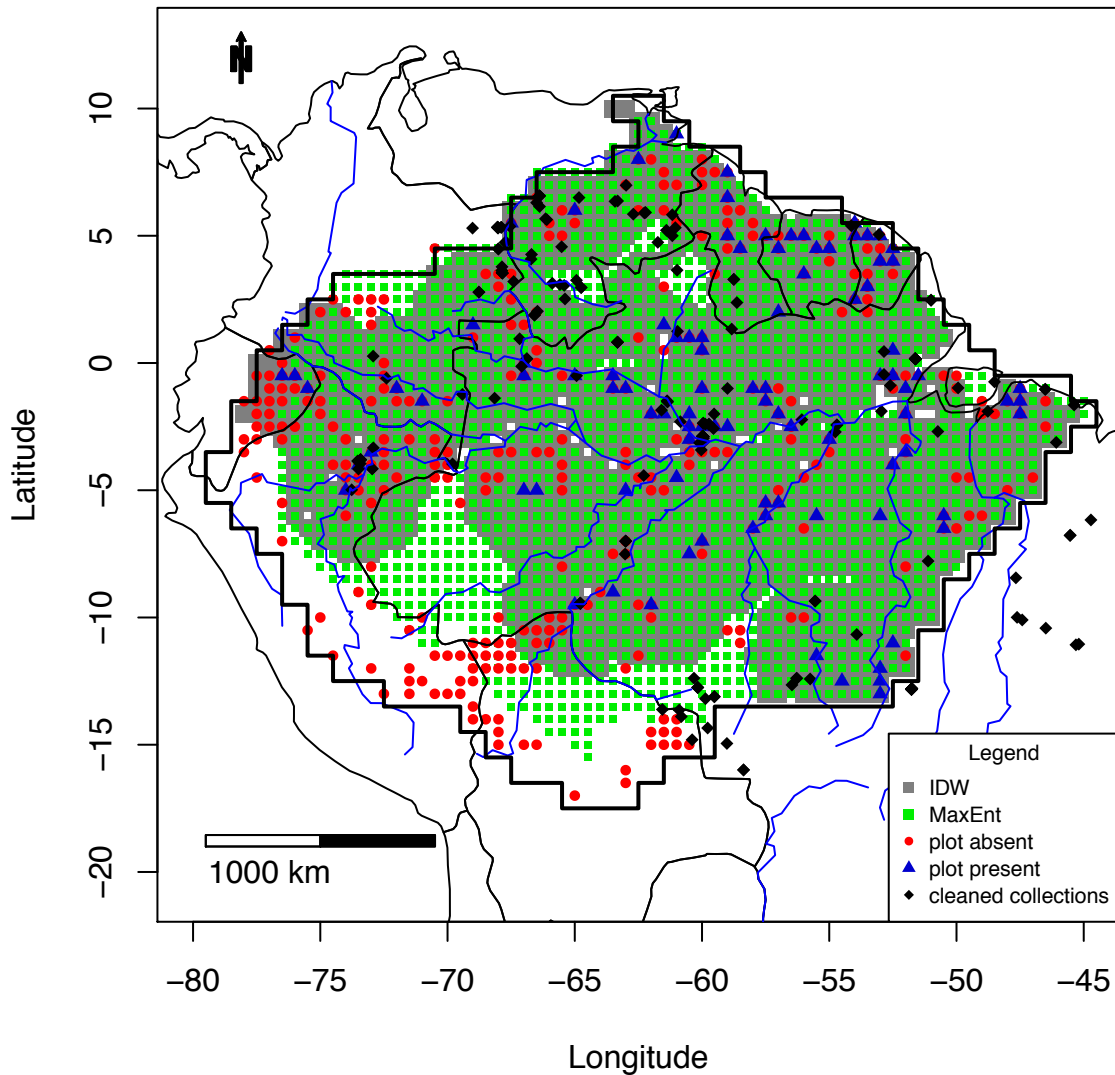 N
Latitude
10
5
0
−5
−10
−15
−20
1000 km
Legend
IDW
MaxEnt
plot absent
plot present
cleaned collections
−80 −75 −70 −65 −60 −55 −50 −45
Longitude